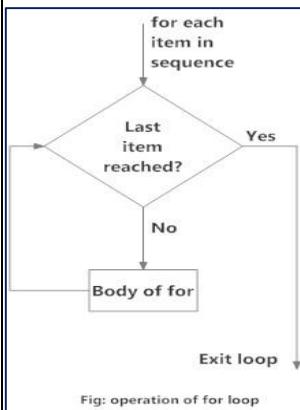 for each
item in
sequence
Last
item
reached?
Yes
No
Body of for
Exit loop
Fig: operation of for loop